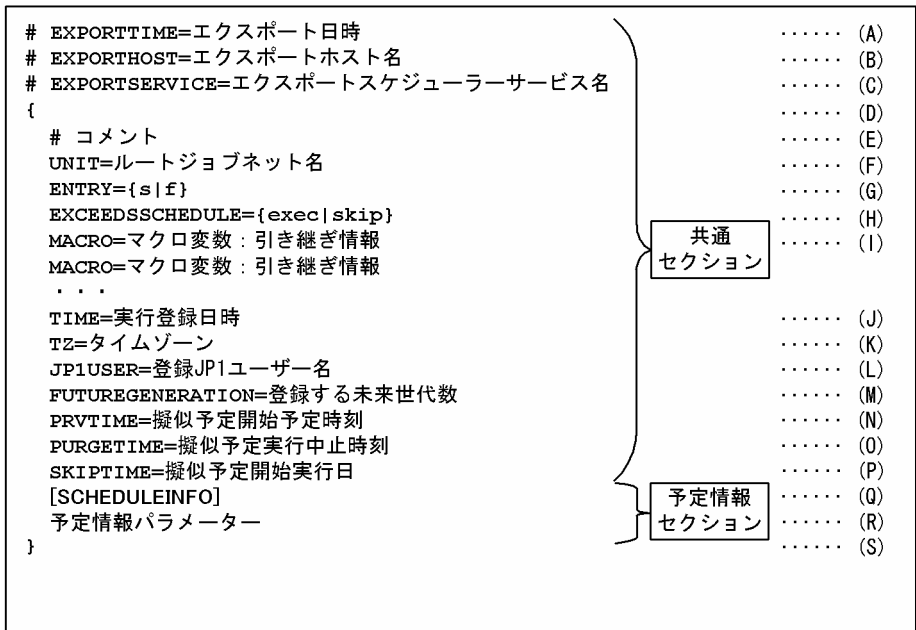 # EXPORTTIME=エクスポート日時 ‥‥‥ (A)
# EXPORTHOST=エクスポートホスト名 ‥‥‥ (B)
# EXPORTSERVICE=エクスポートスケジューラーサービス名 ‥‥‥ (C)
{ ‥‥‥ (D)
# コメント ‥‥‥ (E)
UNIT=ルートジョブネット名 ‥‥‥ (F)
ENTRY={s|f} ‥‥‥ (G)
EXCEEDSSCHEDULE={exec|skip} ‥‥‥ (H)
MACRO=マクロ変数：引き継ぎ情報 ‥‥‥ (I)
MACRO=マクロ変数：引き継ぎ情報
・・・
共通
セクション
TIME=実行登録日時 ‥‥‥ (J)
TZ=タイムゾーン ‥‥‥ (K)
JP1USER=登録JP1ユーザー名 ‥‥‥ (L)
FUTUREGENERATION=登録する未来世代数 ‥‥‥ (M)
PRVTIME=擬似予定開始予定時刻 ‥‥‥ (N)
PURGETIME=擬似予定実行中止時刻 ‥‥‥ (O)
SKIPTIME=擬似予定開始実行日 ‥‥‥ (P)
[SCHEDULEINFO] ‥‥‥ (Q)
予定情報パラメーター ‥‥‥ (R)
予定情報
セクション
} ‥‥‥ (S)